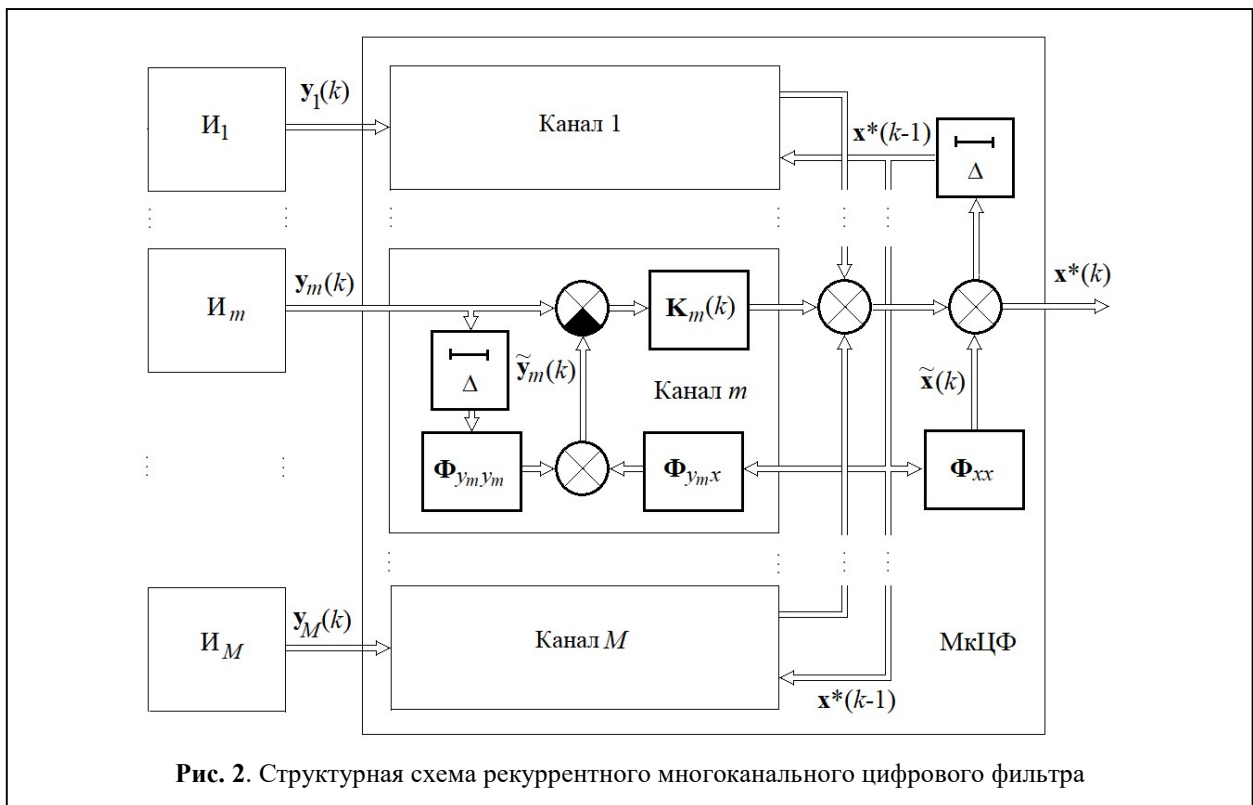 И1
y1(k)
Канал 1
x*(k-1)
Δ
Иm
ym(k)
Km(k)
x*(k)
Δ
ỹm(k)
Канал m
x̃(k)
Φymym
Φymx
Φxx
ИM
yM(k)
Канал M
МкЦФ
x*(k-1)
Рис. 2. Структурная схема рекуррентного многоканального цифрового фильтра